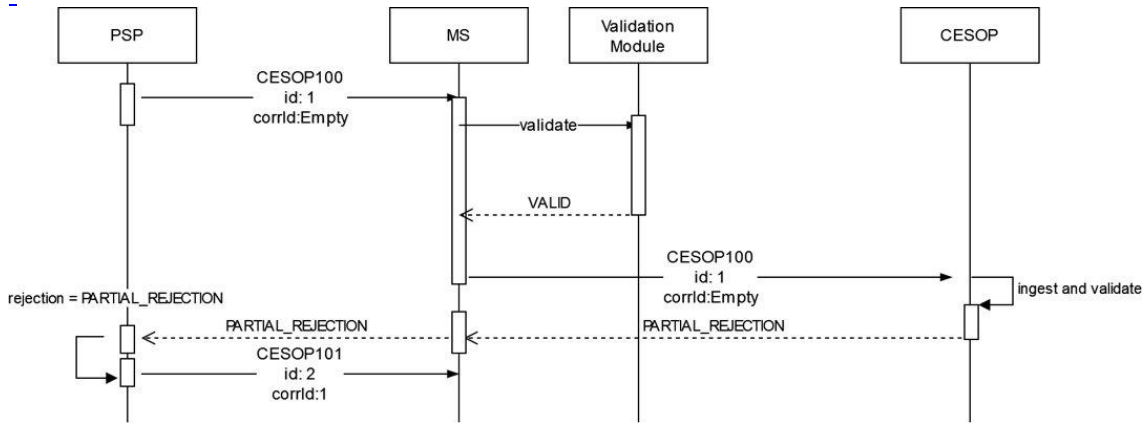 PSP
MS
Validation
Module
CESOP
CESOP100
id: 1
corrId:Empty
validate
VALID
CESOP100
id: 1
corrId:Empty
ingest and validate
rejection = PARTIAL_REJECTION
PARTIAL_REJECTION
PARTIAL_REJECTION
CESOP101
id: 2
corrId:1